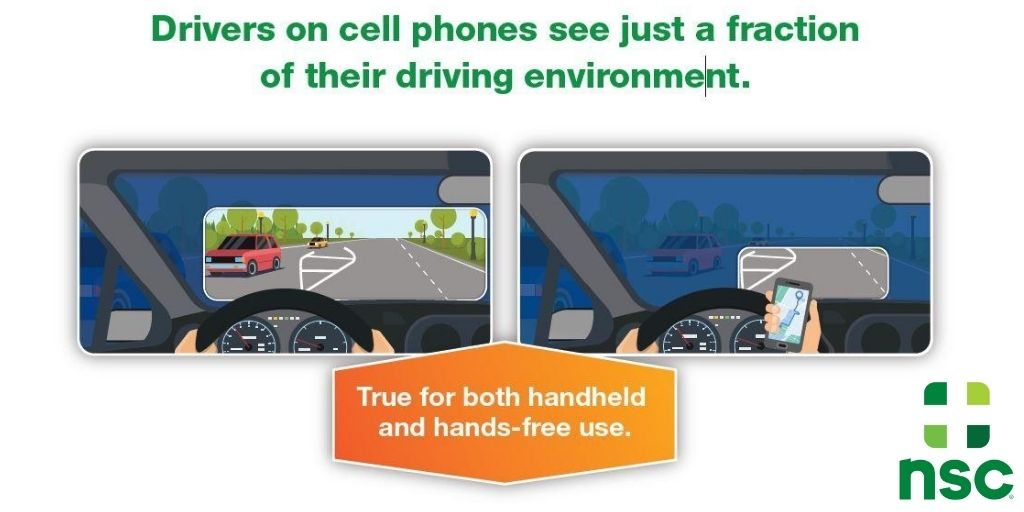 Drivers on cell phones see just a fraction
of their driving environment.
True for both handheld
and hands-free use.
nsc